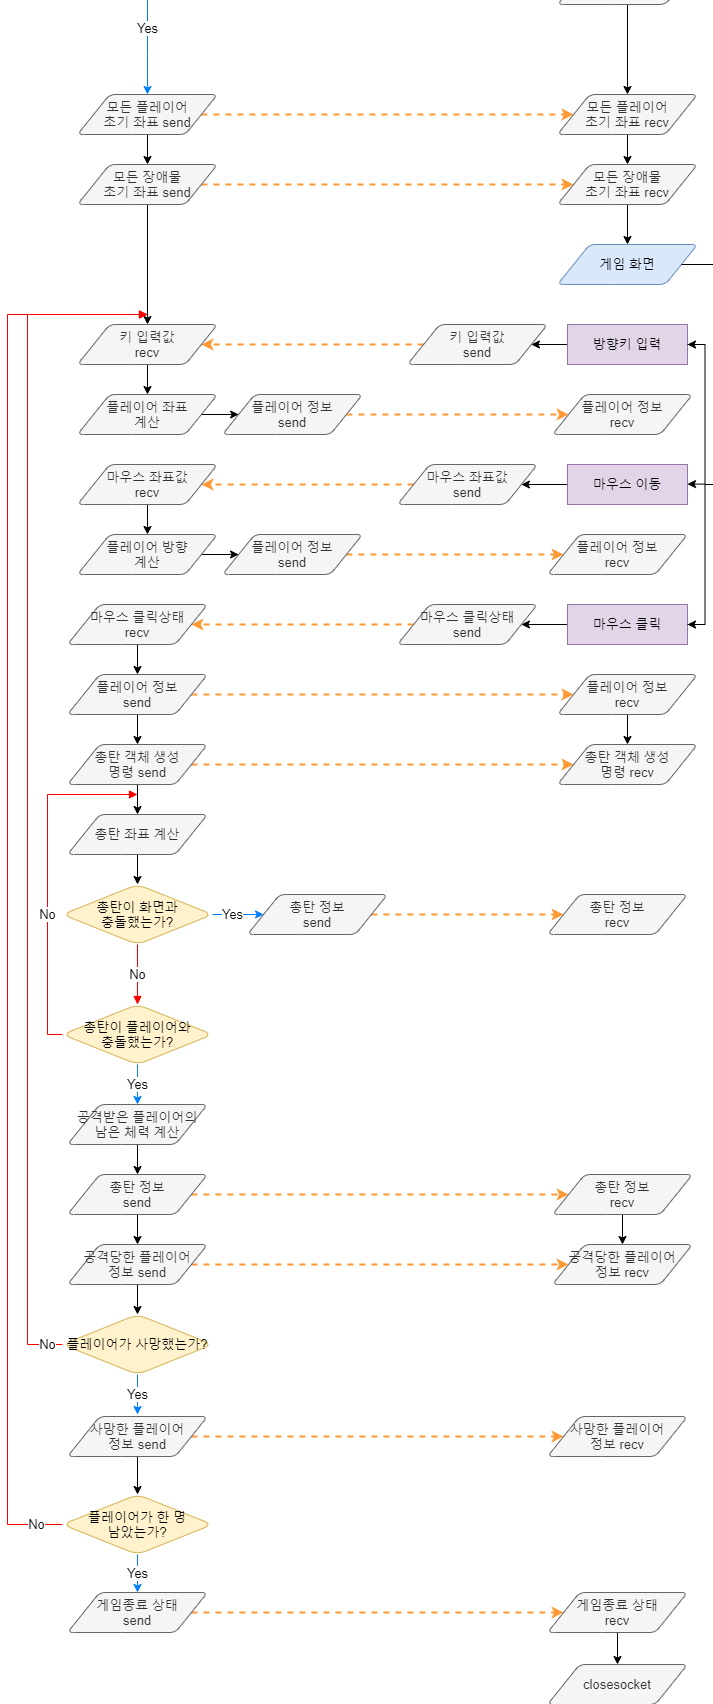 Yes
모든 플레이어
초기 좌표 send
모든 플레이어
초기 좌표 recv
모든 장애물
초기 좌표 send
모든 장애물
초기 좌표 recv
게임 화면
키 입력값
recv
키 입력값
send
방향키 입력
플레이어 좌표
계산
플레이어 정보
send
플레이어 정보
recv
마우스 좌표값
recv
마우스 좌표값
send
마우스 이동
플레이어 방향
계산
플레이어 정보
send
플레이어 정보
recv
마우스 클릭상태
recv
마우스 클릭상태
send
마우스 클릭
플레이어 정보
send
플레이어 정보
recv
총탄 객체 생성
명령 send
총탄 객체 생성
명령 recv
총탄 좌표 계산
No
총탄이 화면과
충돌했는가?
Yes
총탄 정보
send
총탄 정보
recv
No
총탄이 플레이어와
충돌했는가?
Yes
공격받은 플레이어의
남은 체력 계산
총탄 정보
send
총탄 정보
recv
공격당한 플레이어
정보 send
공격당한 플레이어
정보 recv
No
플레이어가 사망했는가?
Yes
사망한 플레이어
정보 send
사망한 플레이어
정보 recv
No
플레이어가 한 명
남았는가?
Yes
게임종료 상태
send
게임종료 상태
recv
closesocket